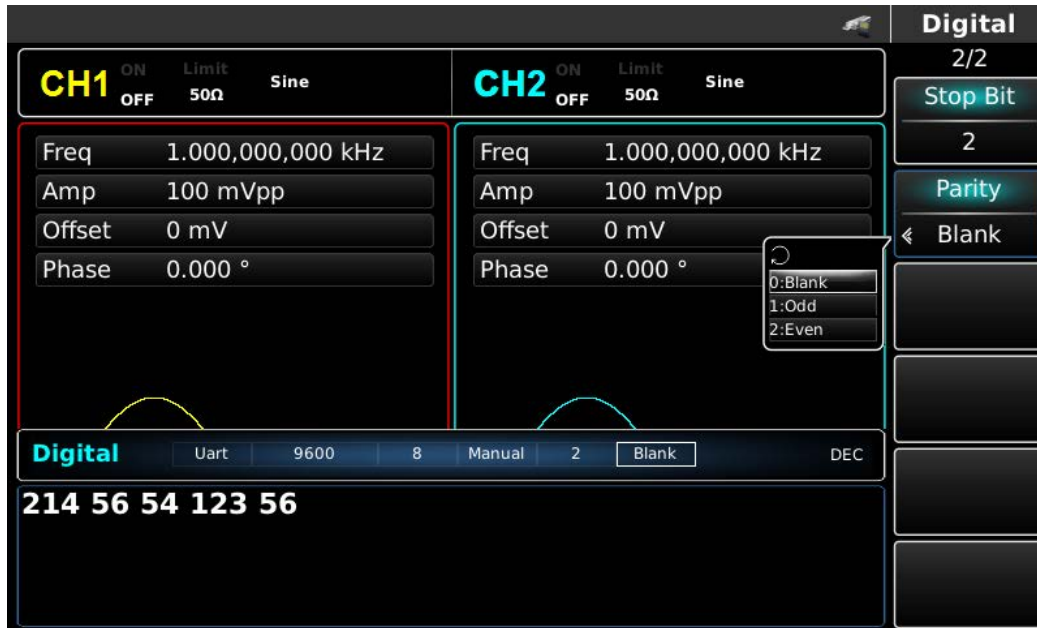 Digital
2/2
CH1 ON OFF Limit 50Ω Sine
CH2 ON OFF Limit 50Ω Sine
Stop Bit
2
Freq 1.000,000,000 kHz
Amp 100 mVpp
Offset 0 mV
Phase 0.000 °
Freq 1.000,000,000 kHz
Amp 100 mVpp
Offset 0 mV
Phase 0.000 °
Parity
Blank
0:Blank
1:Odd
2:Even
Digital Uart 9600 8 Manual 2 Blank DEC
214 56 54 123 56